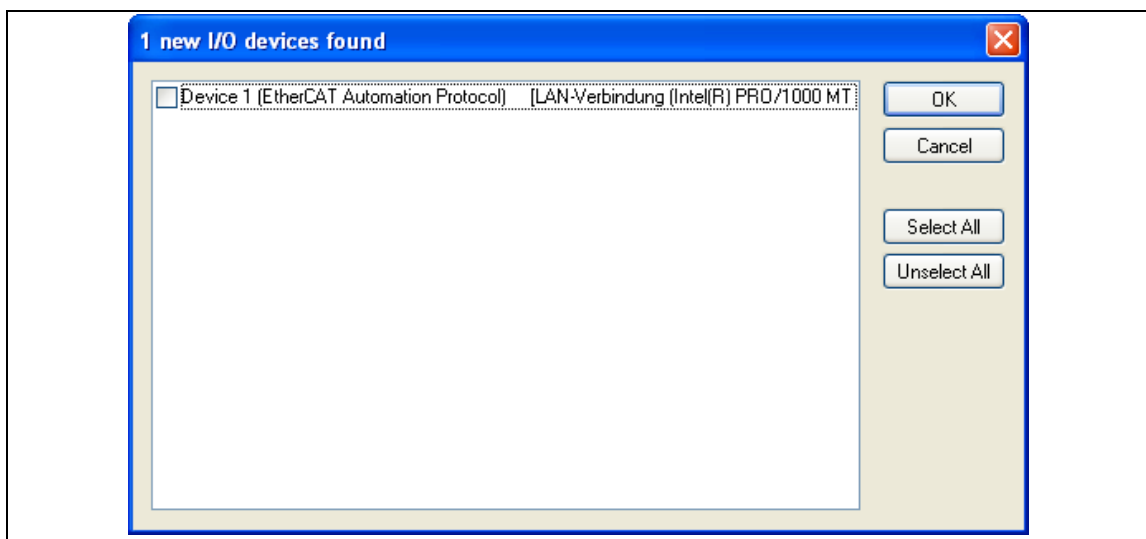 1 new I/O devices found
Device 1 (EtherCAT Automation Protocol) [LAN-Verbindung (Intel(R) PRO/1000 MT
OK
Cancel
Select All
Unselect All